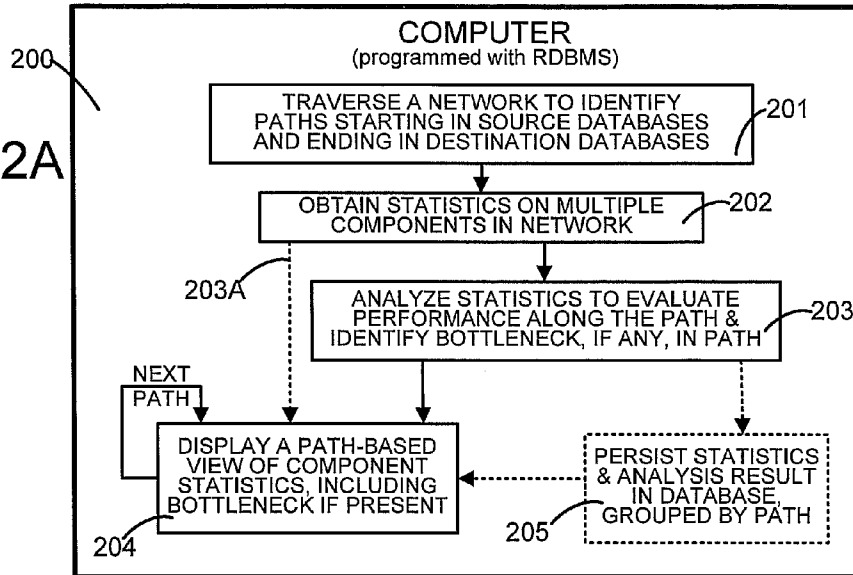 COMPUTER
(programmed with RDBMS)
200
2A
TRAVERSE A NETWORK TO IDENTIFY
PATHS STARTING IN SOURCE DATABASES
AND ENDING IN DESTINATION DATABASES
201
OBTAIN STATISTICS ON MULTIPLE
COMPONENTS IN NETWORK
202
203A
ANALYZE STATISTICS TO EVALUATE
PERFORMANCE ALONG THE PATH &
IDENTIFY BOTTLENECK, IF ANY, IN PATH
203
NEXT
PATH
DISPLAY A PATH-BASED
VIEW OF COMPONENT
STATISTICS, INCLUDING
BOTTLENECK IF PRESENT
204
PERSIST STATISTICS
& ANALYSIS RESULT
IN DATABASE,
GROUPED BY PATH
205